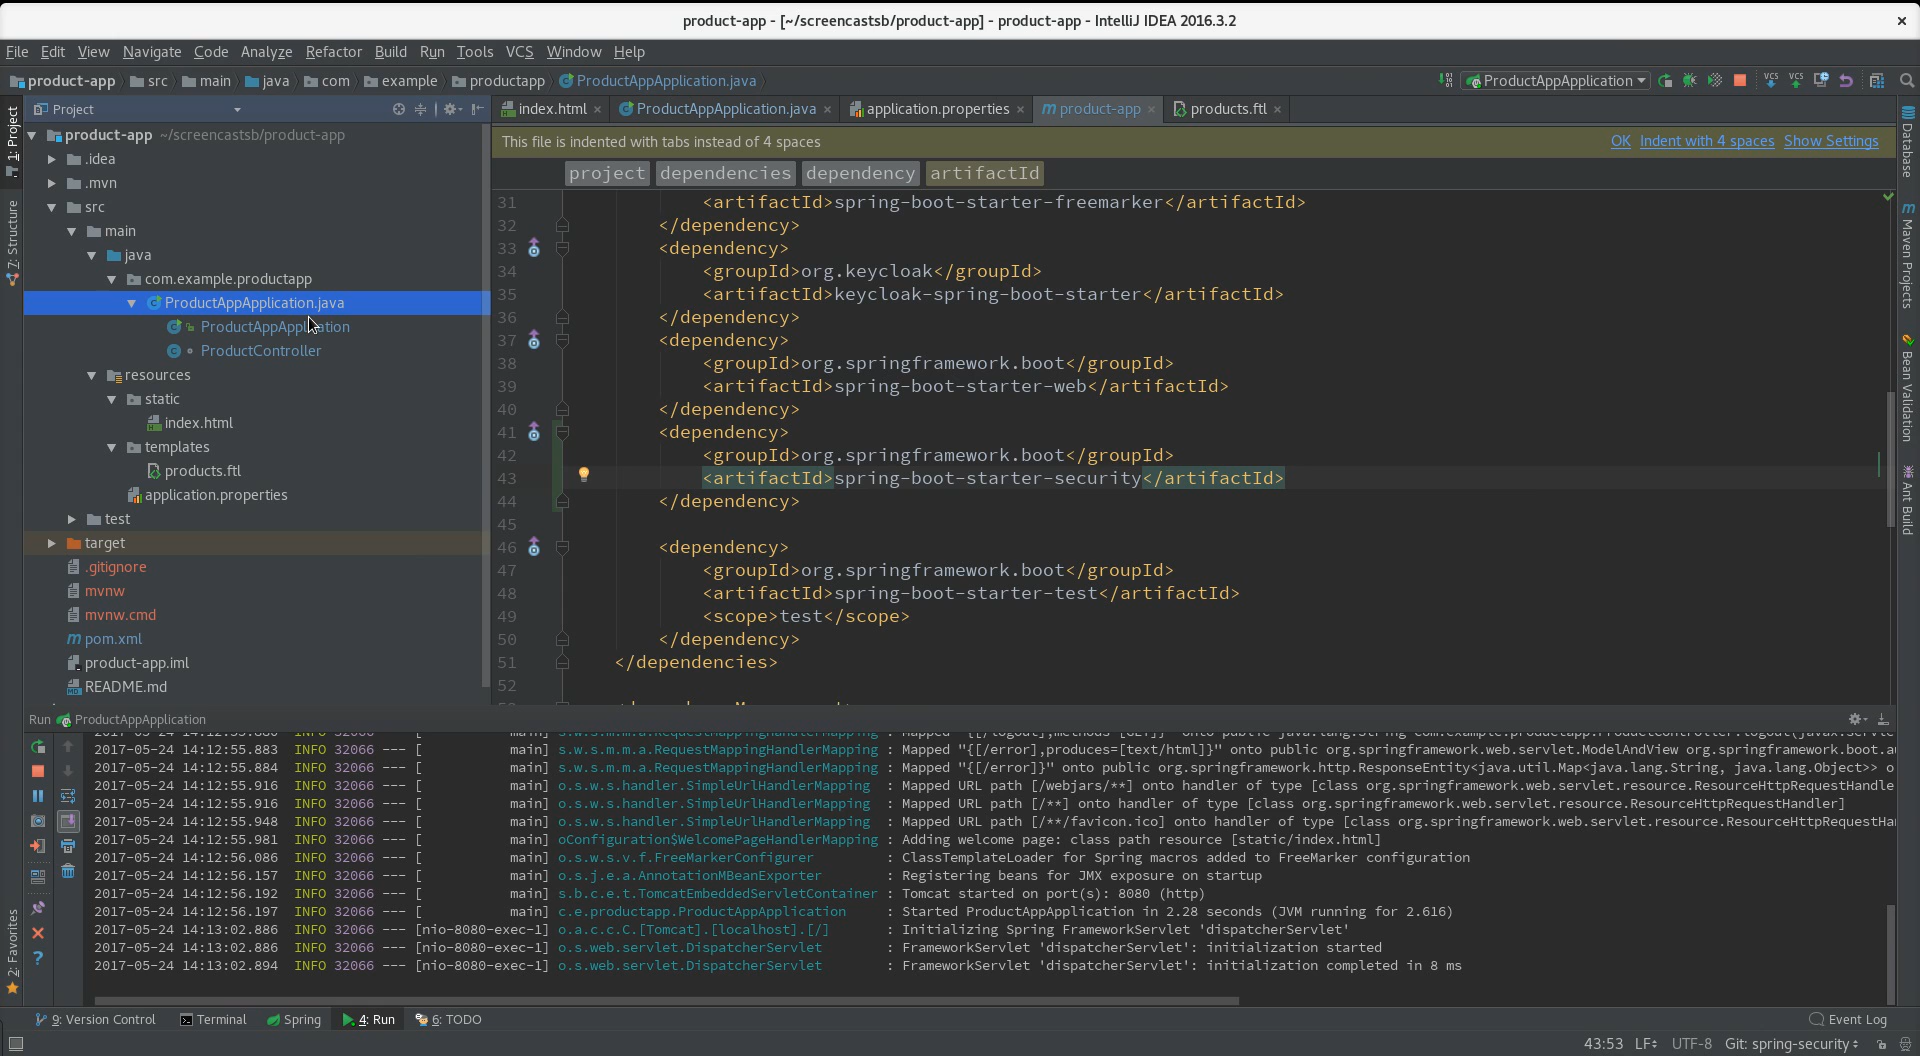 product-app - [~/screencastsb/product-app] - product-app - IntelliJ IDEA 2016.3.2
File Edit View Navigate Code Analyze Refactor Build Run Tools VCS Window Help
product-app src main java com example productapp ProductAppApplication.java
ProductAppApplication
VCS VCS
1: Project
7: Structure
2: Favorites
Project
product-app ~/screencastsb/product-app
.idea
.mvn
src
main
java
com.example.productapp
ProductAppApplication.java
ProductAppApplication
ProductController
resources
static
index.html
templates
products.ftl
application.properties
test
target
.gitignore
mvnw
mvnw.cmd
pom.xml
product-app.iml
README.md
index.html ProductAppApplication.java application.properties product-app products.ftl
This file is indented with tabs instead of 4 spaces OK Indent with 4 spaces Show Settings
project dependencies dependency artifactId
31 <artifactId>spring-boot-starter-freemarker</artifactId>
32 </dependency>
33 <dependency>
34 <groupId>org.keycloak</groupId>
35 <artifactId>keycloak-spring-boot-starter</artifactId>
36 </dependency>
37 <dependency>
38 <groupId>org.springframework.boot</groupId>
39 <artifactId>spring-boot-starter-web</artifactId>
40 </dependency>
41 <dependency>
42 <groupId>org.springframework.boot</groupId>
43 <artifactId>spring-boot-starter-security</artifactId>
44 </dependency>
45
46 <dependency>
47 <groupId>org.springframework.boot</groupId>
48 <artifactId>spring-boot-starter-test</artifactId>
49 <scope>test</scope>
50 </dependency>
51 </dependencies>
52
Database
Maven Projects
Bean Validation
Ant Build
Run ProductAppApplication
2017-05-24 14:12:55.883 INFO 32066 --- [ main] s.w.s.m.m.a.RequestMappingHandlerMapping : Mapped "{[/error],produces=[text/html]}" onto public org.springframework.web.servlet.ModelAndView org.springframework.boot.au
2017-05-24 14:12:55.884 INFO 32066 --- [ main] s.w.s.m.m.a.RequestMappingHandlerMapping : Mapped "{[/error]}" onto public org.springframework.http.ResponseEntity<java.util.Map<java.lang.String, java.lang.Object>> o
2017-05-24 14:12:55.916 INFO 32066 --- [ main] o.s.w.s.handler.SimpleUrlHandlerMapping : Mapped URL path [/webjars/**] onto handler of type [class org.springframework.web.servlet.resource.ResourceHttpRequestHandle
2017-05-24 14:12:55.916 INFO 32066 --- [ main] o.s.w.s.handler.SimpleUrlHandlerMapping : Mapped URL path [/**] onto handler of type [class org.springframework.web.servlet.resource.ResourceHttpRequestHandler]
2017-05-24 14:12:55.948 INFO 32066 --- [ main] o.s.w.s.handler.SimpleUrlHandlerMapping : Mapped URL path [/**/favicon.ico] onto handler of type [class org.springframework.web.servlet.resource.ResourceHttpRequestHa
2017-05-24 14:12:55.981 INFO 32066 --- [ main] oConfiguration$WelcomePageHandlerMapping : Adding welcome page: class path resource [static/index.html]
2017-05-24 14:12:56.086 INFO 32066 --- [ main] o.s.w.s.v.f.FreeMarkerConfigurer : ClassTemplateLoader for Spring macros added to FreeMarker configuration
2017-05-24 14:12:56.157 INFO 32066 --- [ main] o.s.j.e.a.AnnotationMBeanExporter : Registering beans for JMX exposure on startup
2017-05-24 14:12:56.192 INFO 32066 --- [ main] s.b.c.e.t.TomcatEmbeddedServletContainer : Tomcat started on port(s): 8080 (http)
2017-05-24 14:12:56.197 INFO 32066 --- [ main] c.e.productapp.ProductAppApplication : Started ProductAppApplication in 2.28 seconds (JVM running for 2.616)
2017-05-24 14:13:02.886 INFO 32066 --- [nio-8080-exec-1] o.a.c.c.C.[Tomcat].[localhost].[/] : Initializing Spring FrameworkServlet 'dispatcherServlet'
2017-05-24 14:13:02.886 INFO 32066 --- [nio-8080-exec-1] o.s.web.servlet.DispatcherServlet : FrameworkServlet 'dispatcherServlet': initialization started
2017-05-24 14:13:02.894 INFO 32066 --- [nio-8080-exec-1] o.s.web.servlet.DispatcherServlet : FrameworkServlet 'dispatcherServlet': initialization completed in 8 ms
9: Version Control Terminal Spring 4: Run 6: TODO Event Log
43:53 LF UTF-8 Git: spring-security